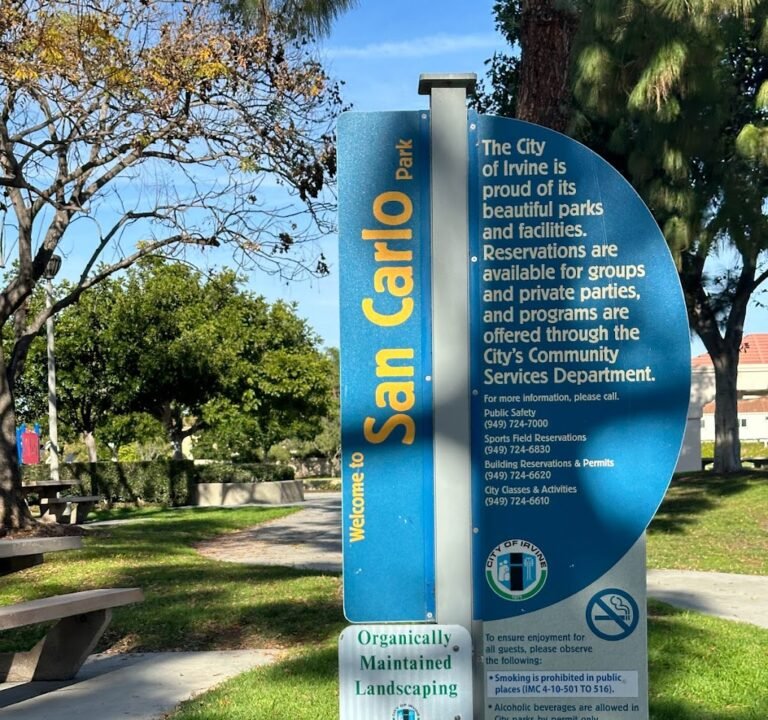 Welcome to San Carlo Park
The City
of Irvine is
proud of its
beautiful parks
and facilities.
Reservations are
available for groups
and private parties,
and programs are
offered through the
City's Community
Services Department.
For more information, please call.
Public Safety
(949) 724-7000
Sports Field Reservations
(949) 724-6830
Building Reservations & Permits
(949) 724-6620
City Classes & Activities
(949) 724-6610
CITY OF IRVINE
Organically
Maintained
Landscaping
To ensure enjoyment for
all guests, please observe
the following:
• Smoking is prohibited in public
places (IMC 4-10-501 TO 516).
• Alcoholic beverages are allowed in
City parks by permit only